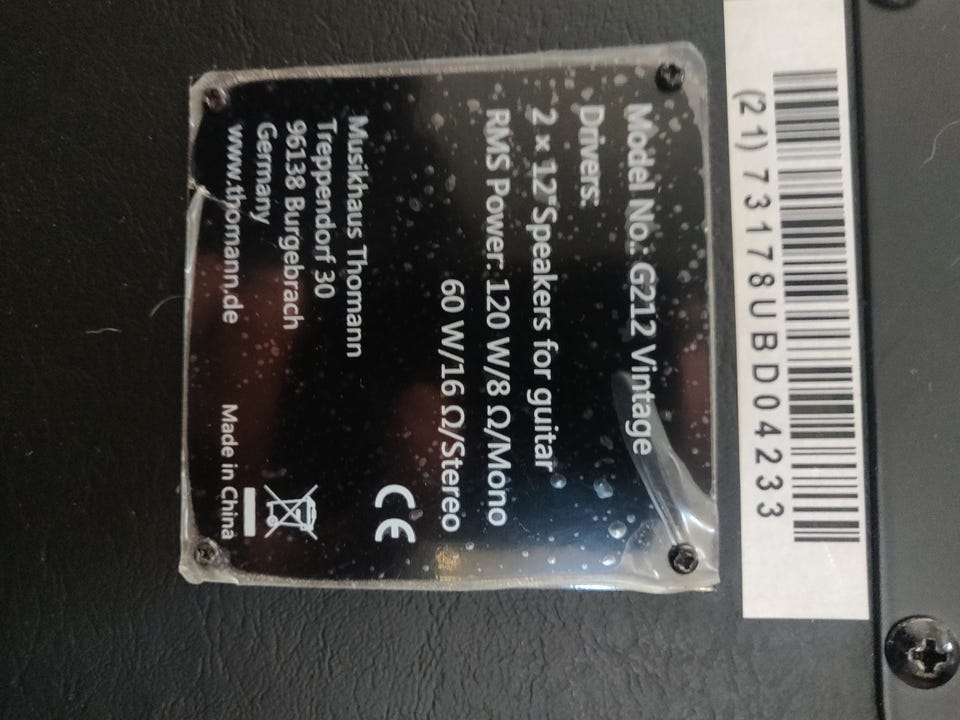 (21) 73178UBD04233
Model No.: G212 Vintage
Drivers:
2 × 12" Speakers for guitar
RMS Power: 120 W/8 Ω/Mono
60 W/16 Ω/Stereo
CE
Musikhaus Thomann
Treppendorf 30
96138 Burgebrach
Germany
www.thomann.de
Made in China